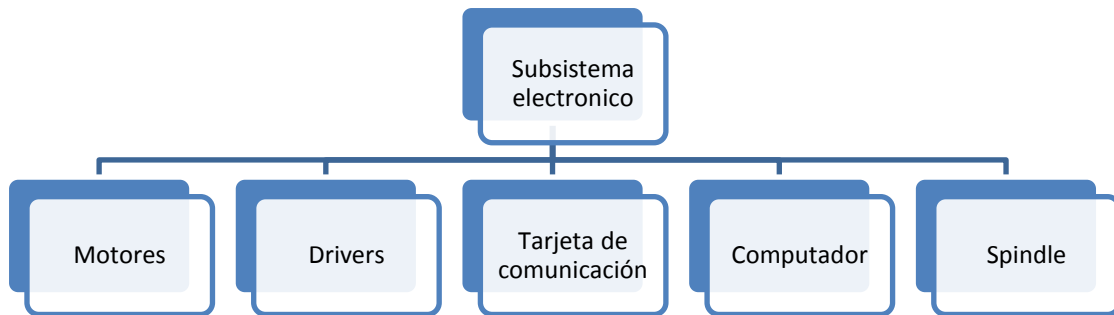 Subsistema
electronico
Motores
Drivers
Tarjeta de
comunicación
Computador
Spindle